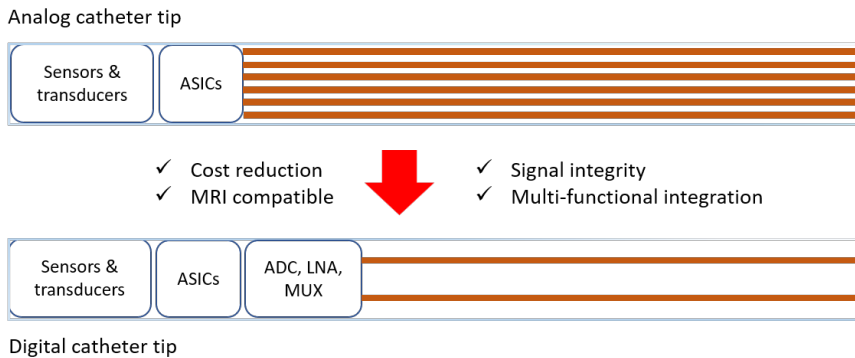 Analog catheter tip
Sensors &
transducers
ASICs
✓ Cost reduction
✓ MRI compatible
✓ Signal integrity
✓ Multi-functional integration
Sensors &
transducers
ASICs
ADC, LNA,
MUX
Digital catheter tip